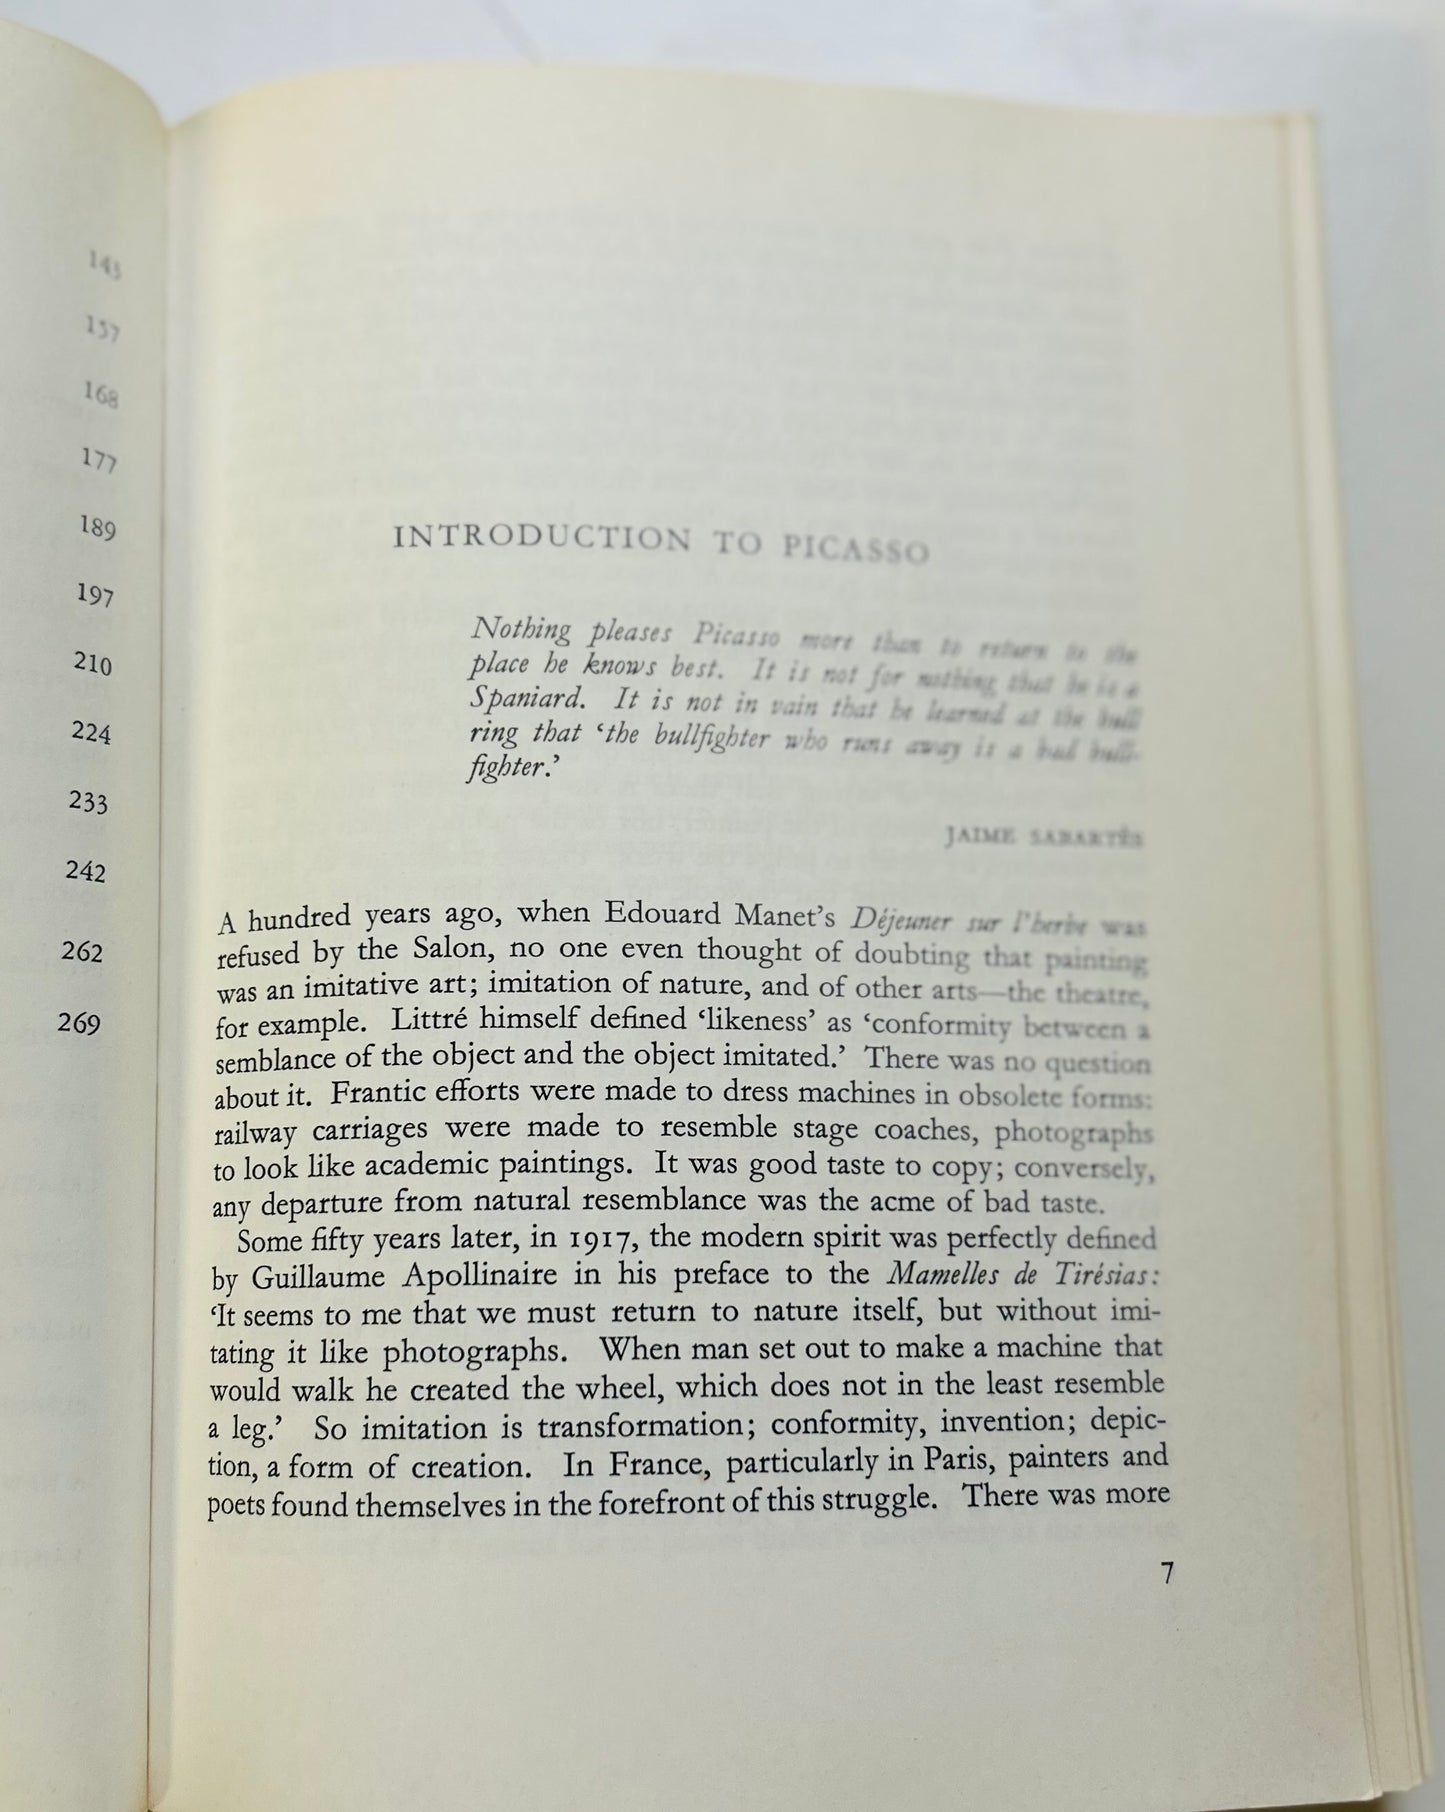 143
157
168
177
189
197
210
224
233
242
262
269
INTRODUCTION TO PICASSO
Nothing pleases Picasso more than to return to the
place he knows best. It is not for nothing that he is a
Spaniard. It is not in vain that he learned at the bull
ring that ‘the bullfighter who runs away is a bad bull-
fighter.’
JAIME SABARTÉS
A hundred years ago, when Edouard Manet’s Déjeuner sur l’herbe was
refused by the Salon, no one even thought of doubting that painting
was an imitative art; imitation of nature, and of other arts—the theatre,
for example. Littré himself defined ‘likeness’ as ‘conformity between a
semblance of the object and the object imitated.’ There was no question
about it. Frantic efforts were made to dress machines in obsolete forms:
railway carriages were made to resemble stage coaches, photographs
to look like academic paintings. It was good taste to copy; conversely,
any departure from natural resemblance was the acme of bad taste.
Some fifty years later, in 1917, the modern spirit was perfectly defined
by Guillaume Apollinaire in his preface to the Mamelles de Tirésias:
‘It seems to me that we must return to nature itself, but without imi-
tating it like photographs. When man set out to make a machine that
would walk he created the wheel, which does not in the least resemble
a leg.’ So imitation is transformation; conformity, invention; depic-
tion, a form of creation. In France, particularly in Paris, painters and
poets found themselves in the forefront of this struggle. There was more
7